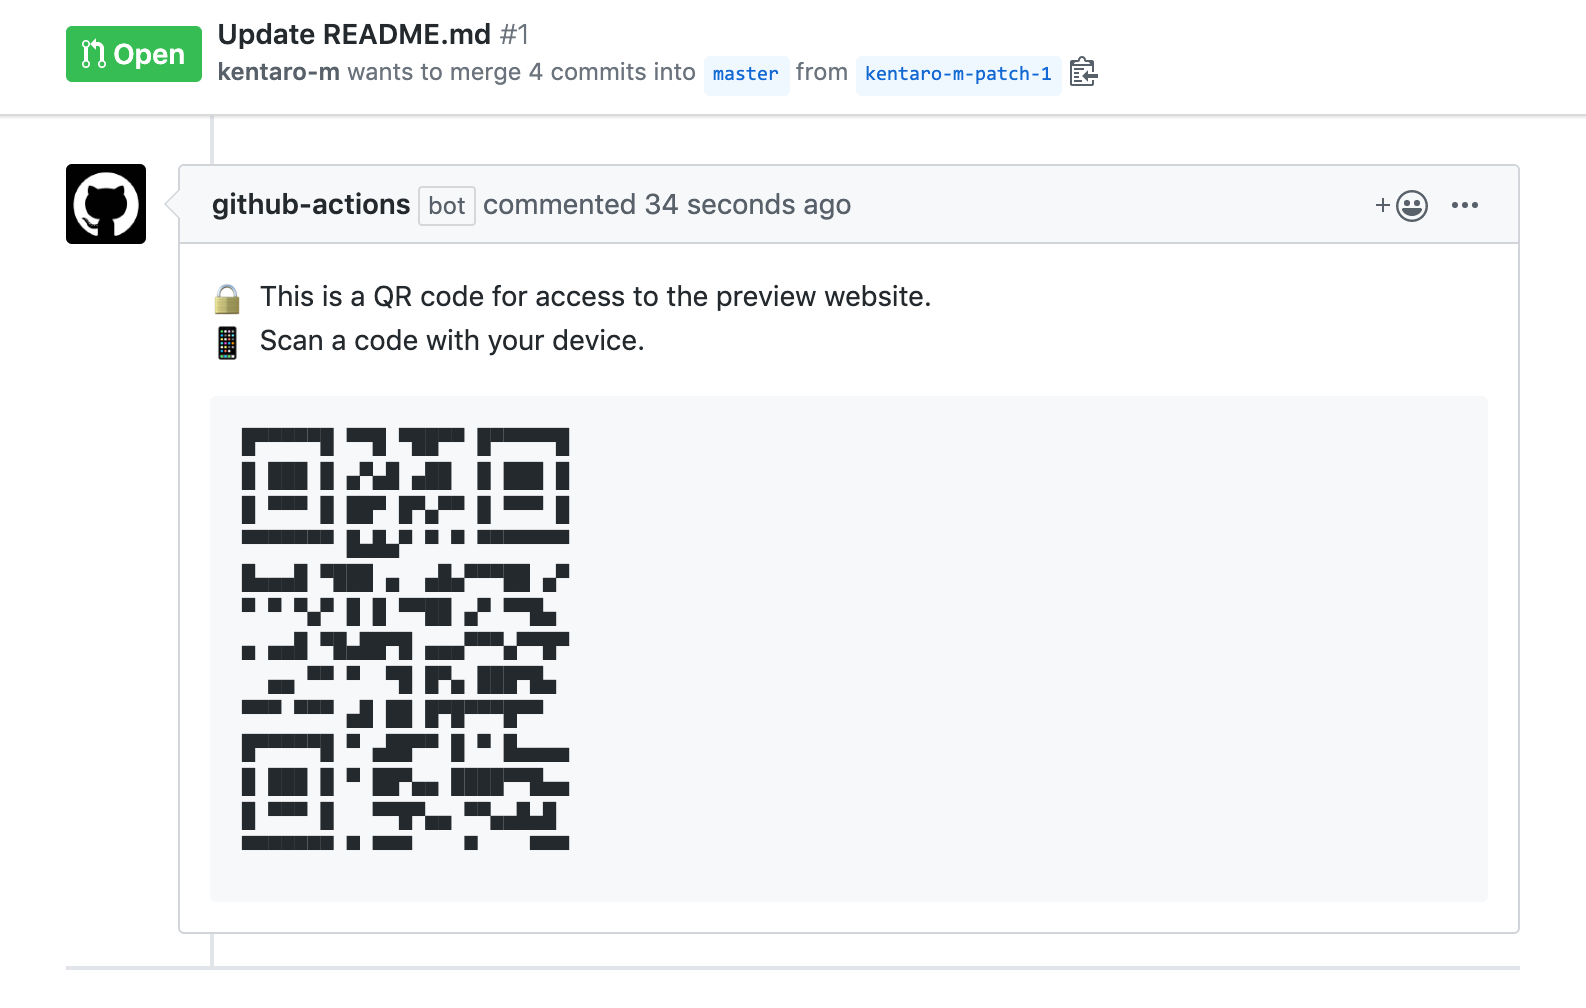 Open
Update README.md #1
kentaro-m wants to merge 4 commits into master from kentaro-m-patch-1
github-actions bot commented 34 seconds ago
This is a QR code for access to the preview website.
Scan a code with your device.